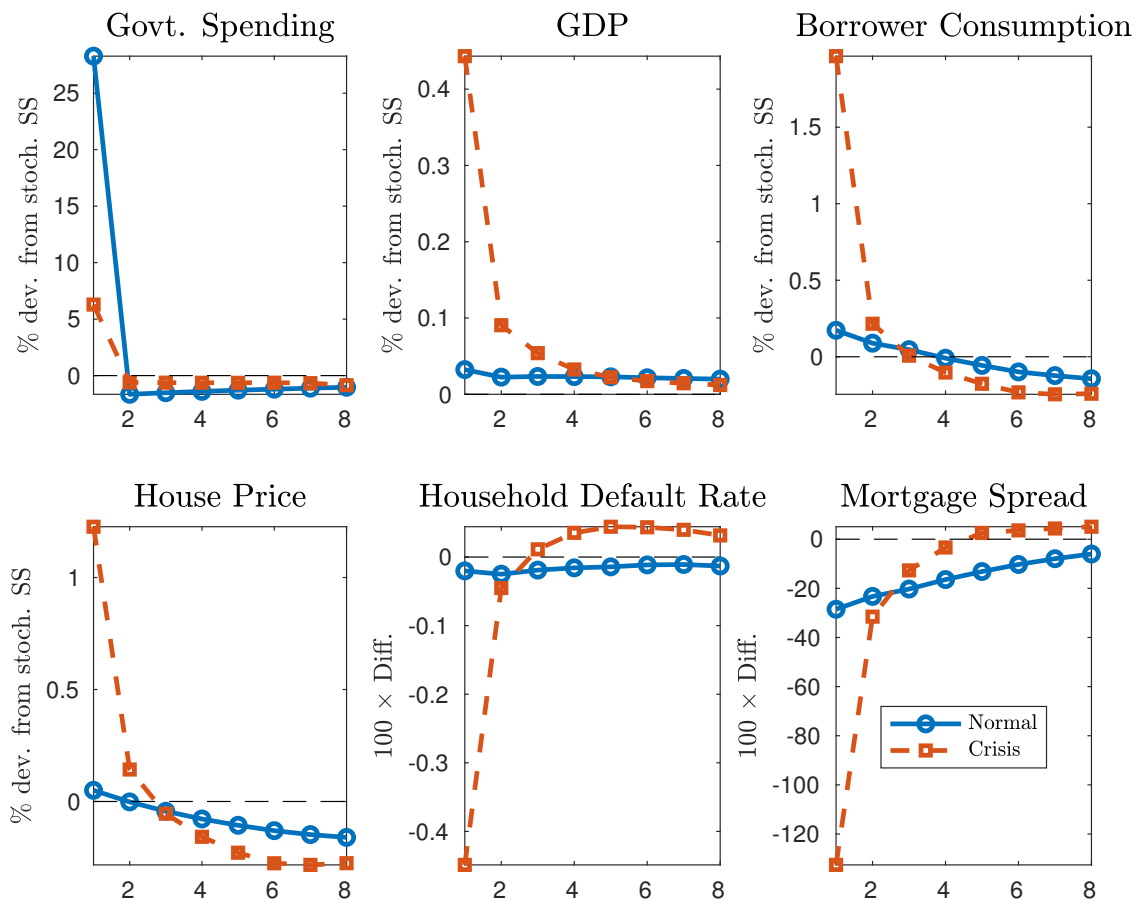 Govt. Spending
GDP
Borrower Consumption
% dev. from stoch. SS
25
20
15
10
5
0
2 4 6 8
% dev. from stoch. SS
0.4
0.3
0.2
0.1
0
2 4 6 8
% dev. from stoch. SS
1.5
1
0.5
0
2 4 6 8
House Price
Household Default Rate
Mortgage Spread
% dev. from stoch. SS
1
0.5
0
2 4 6 8
100 × Diff.
0
-0.1
-0.2
-0.3
-0.4
2 4 6 8
100 × Diff.
0
-20
-40
-60
-80
-100
-120
2 4 6 8
Normal
Crisis